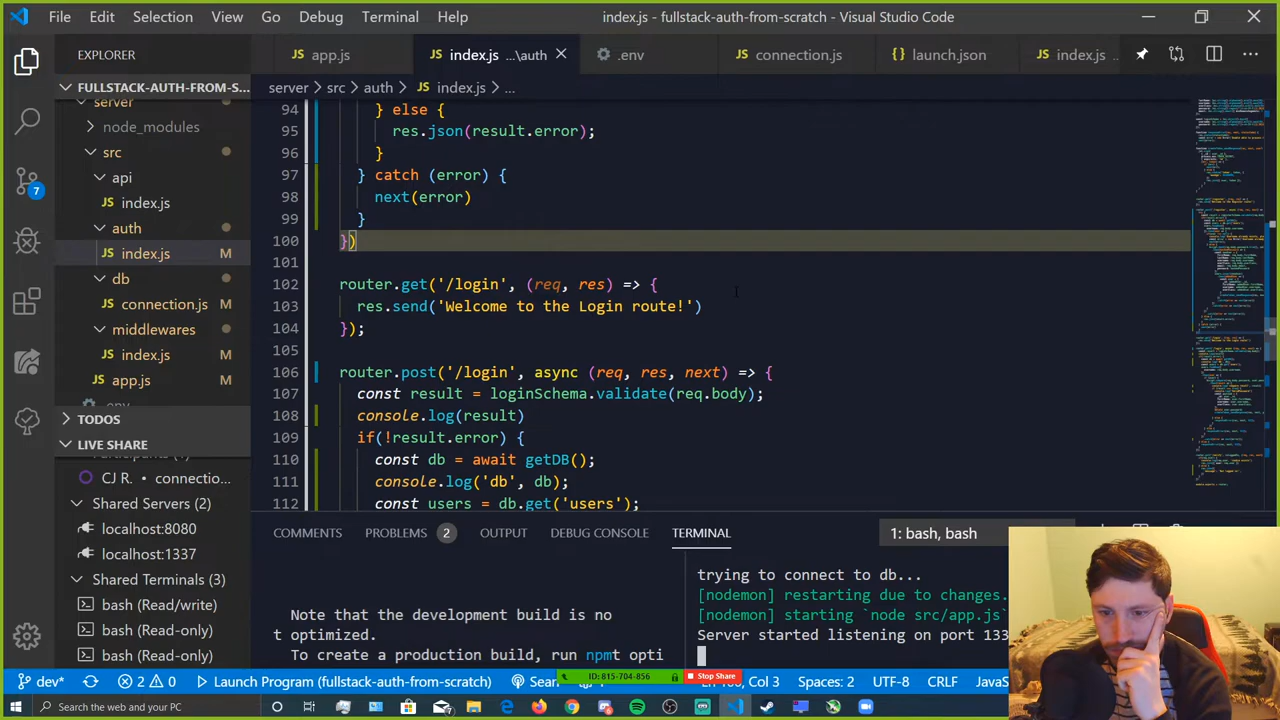 File Edit Selection View Go Debug Terminal Help
index.js - fullstack-auth-from-scratch - Visual Studio Code
EXPLORER
app.js
index.js ...\auth
.env
connection.js
launch.json
index.js ...
FULLSTACK-AUTH-FROM-S...
server > src > auth > index.js > ...
server
node_modules
src
api
index.js
auth
index.js M
db
connection.js M
middlewares
index.js M
app.js M
TODOS
LIVE SHARE
CJ R. • connectio...
Shared Servers (2)
localhost:8080
localhost:1337
Shared Terminals (3)
bash (Read/write)
bash (Read-only)
bash (Read-only)
7
94 } else {
95 res.json(result.error);
96 }
97 } catch (error) {
98 next(error)
99 }
100 })
101
router.get('/login', (req, res) => {
103 res.send('Welcome to the Login route!')
104 });
105
106 router.post('/login', async (req, res, next) => {
107 const result = loginSchema.validate(req.body);
108 console.log(result)
109 if(!result.error) {
110 const db = await getDB();
111 console.log('db', db);
112 const users = db.get('users');
COMMENTS PROBLEMS 2 OUTPUT DEBUG CONSOLE TERMINAL 1: bash, bash
Note that the development build is no
t optimized.
To create a production build, run npm
trying to connect to db...
[nodemon] restarting due to changes.
[nodemon] starting `node src/app.js`
Server started listening on port 133
ID: 815-704-856 Stop Share
dev* 2 0 Launch Program (fullstack-auth-from-scratch) Col 3 Spaces: 2 UTF-8 CRLF
Search for anything